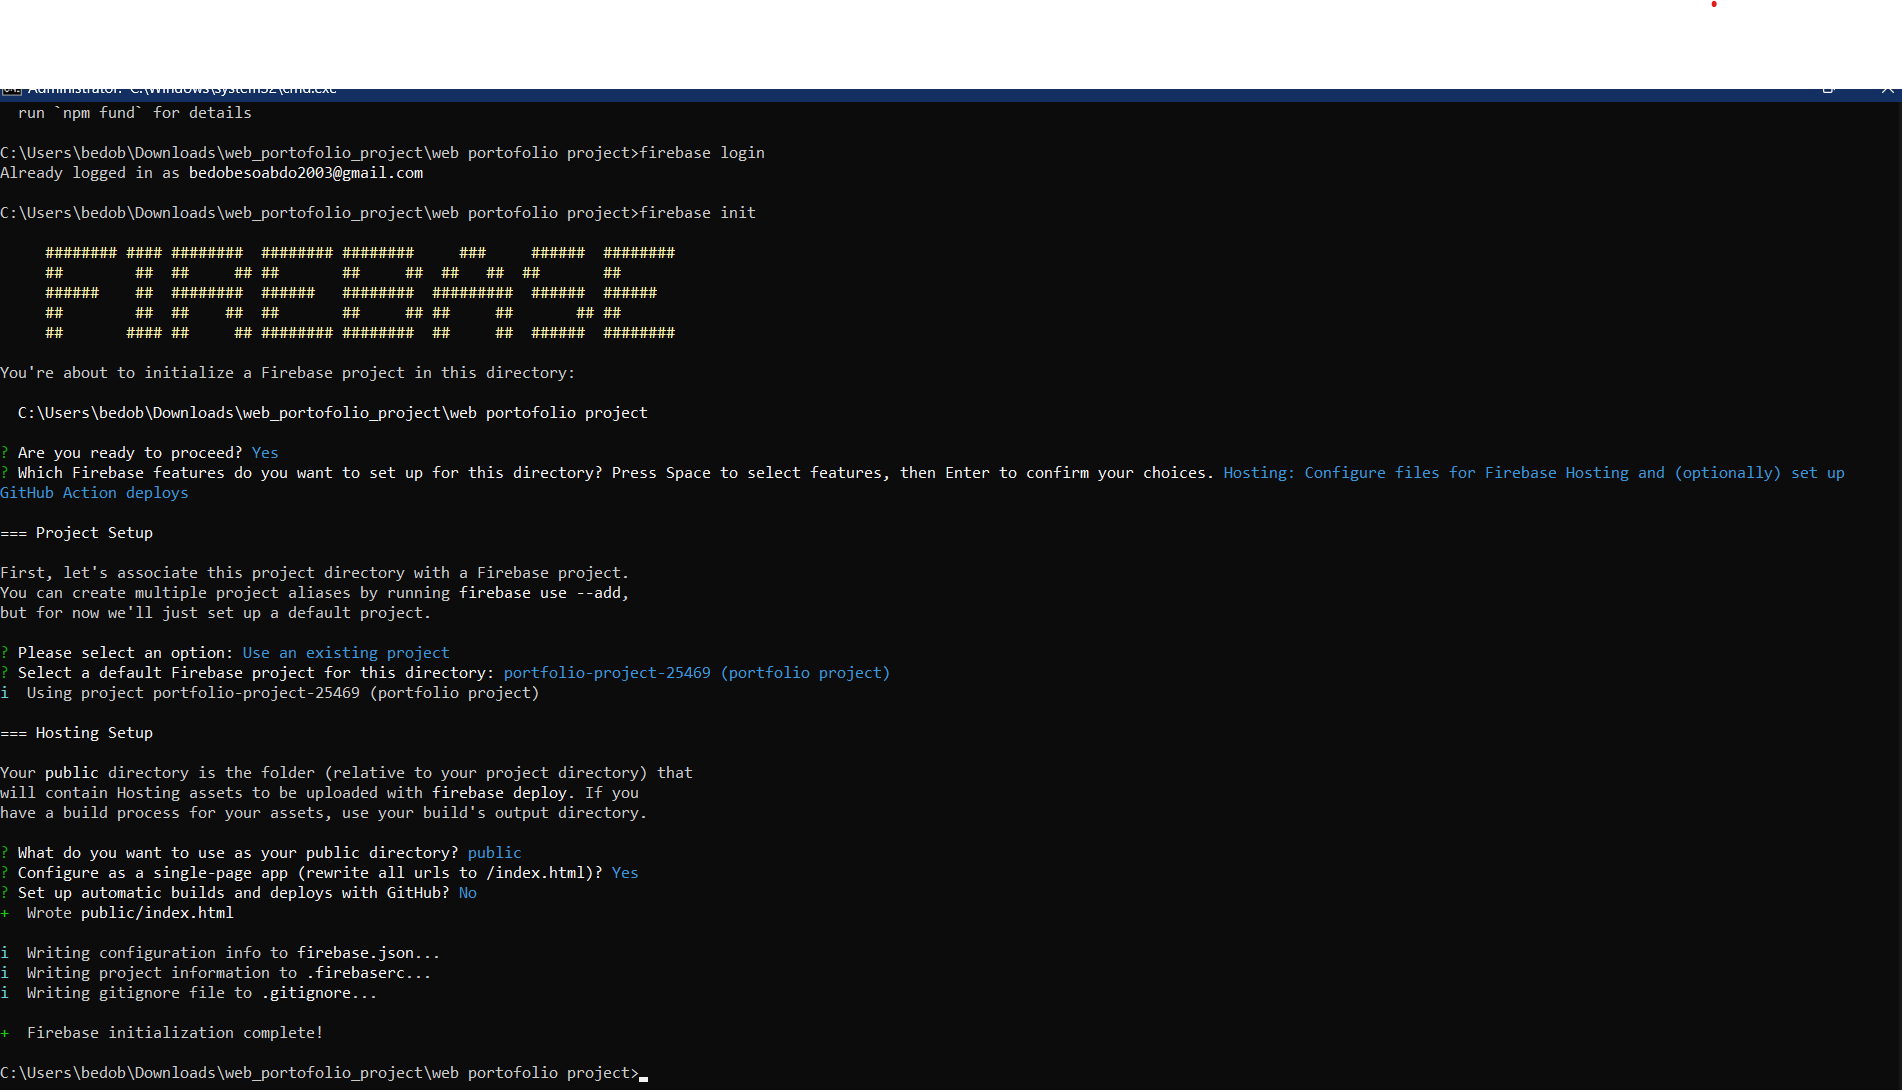 Administrator: C:\Windows\system32\cmd.exe
run `npm fund` for details
C:\Users\bedob\Downloads\web_portofolio_project\web portofolio project>firebase login
Already logged in as bedobesoabdo2003@gmail.com
C:\Users\bedob\Downloads\web_portofolio_project\web portofolio project>firebase init
######## #### ########  ######## ########     ###     ######  ########
##        ##  ##     ## ##       ##     ##  ##   ##  ##       ##
######    ##  ########  ######   ########  #########  ######  ######
##        ##  ##    ##  ##       ##     ## ##     ##       ## ##
##       #### ##     ## ######## ########  ##     ##  ######  ########
You're about to initialize a Firebase project in this directory:
C:\Users\bedob\Downloads\web_portofolio_project\web portofolio project
? Are you ready to proceed? Yes
? Which Firebase features do you want to set up for this directory? Press Space to select features, then Enter to confirm your choices. Hosting: Configure files for Firebase Hosting and (optionally) set up
GitHub Action deploys
=== Project Setup
First, let's associate this project directory with a Firebase project.
You can create multiple project aliases by running firebase use --add,
but for now we'll just set up a default project.
? Please select an option: Use an existing project
? Select a default Firebase project for this directory: portfolio-project-25469 (portfolio project)
i  Using project portfolio-project-25469 (portfolio project)
=== Hosting Setup
Your public directory is the folder (relative to your project directory) that
will contain Hosting assets to be uploaded with firebase deploy. If you
have a build process for your assets, use your build's output directory.
? What do you want to use as your public directory? public
? Configure as a single-page app (rewrite all urls to /index.html)? Yes
? Set up automatic builds and deploys with GitHub? No
+  Wrote public/index.html
i  Writing configuration info to firebase.json...
i  Writing project information to .firebaserc...
i  Writing gitignore file to .gitignore...
+  Firebase initialization complete!
C:\Users\bedob\Downloads\web_portofolio_project\web portofolio project>